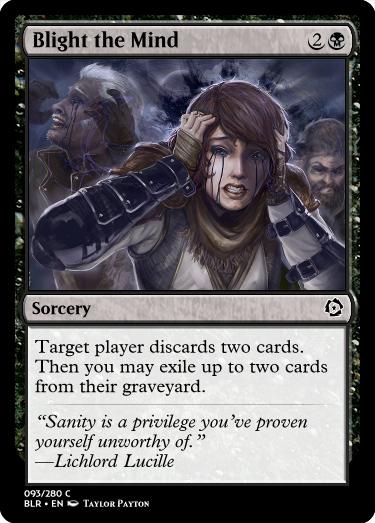 Blight the Mind 2
Sorcery
Target player discards two cards.
Then you may exile up to two cards
from their graveyard.
“Sanity is a privilege you’ve proven
yourself unworthy of.”
—Lichlord Lucille
093/280 C
BLR • EN Taylor Payton